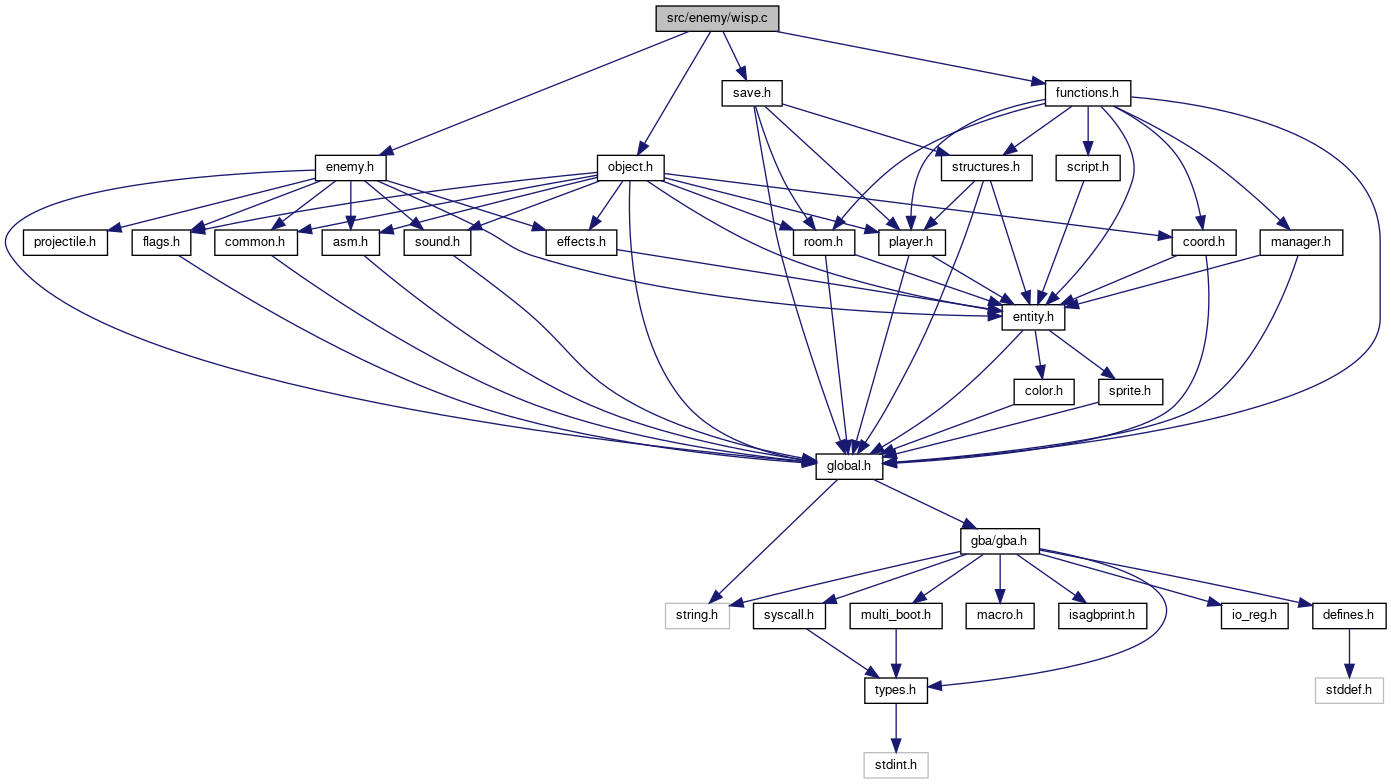 src/enemy/wisp.c
save.h
functions.h
enemy.h
object.h
structures.h
script.h
projectile.h
flags.h
common.h
asm.h
sound.h
effects.h
room.h
player.h
coord.h
manager.h
entity.h
color.h
sprite.h
global.h
gba/gba.h
string.h
syscall.h
multi_boot.h
macro.h
isagbprint.h
io_reg.h
defines.h
types.h
stddef.h
stdint.h